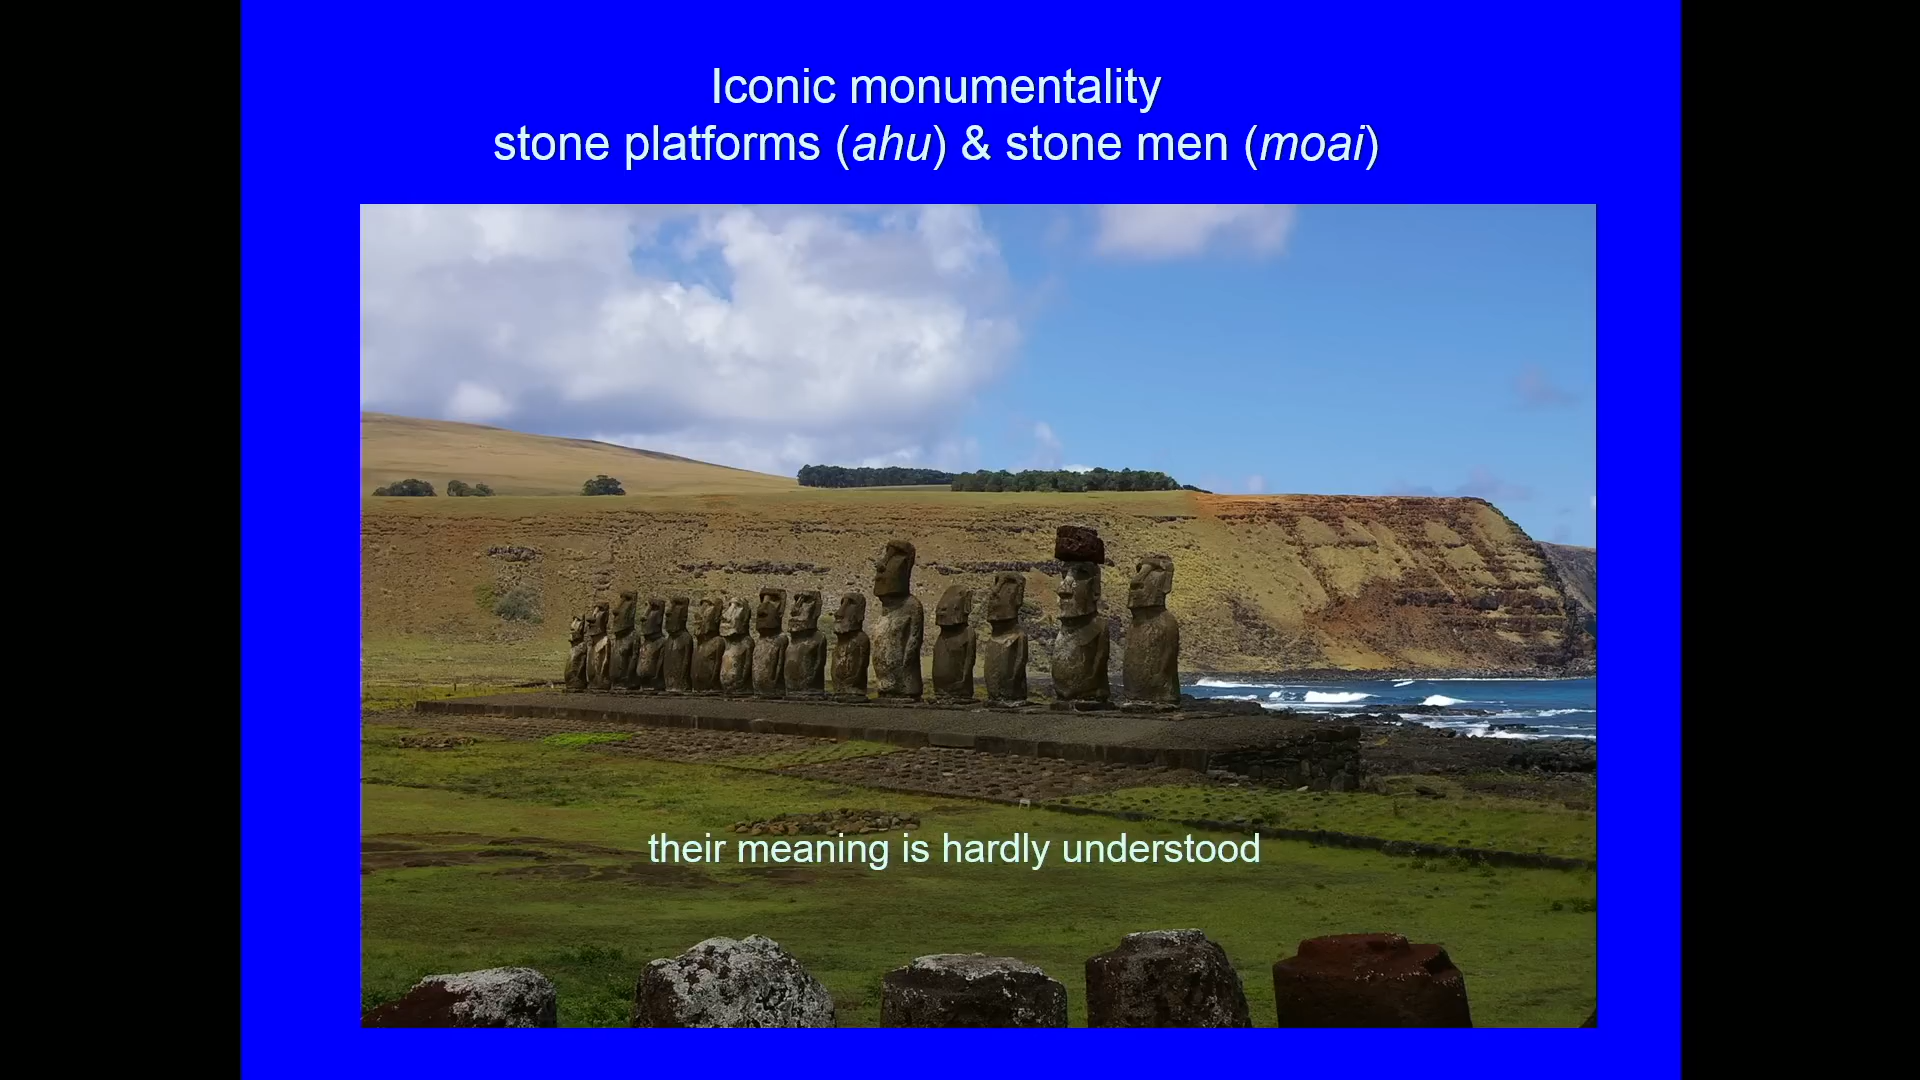 Iconic monumentality
stone platforms (ahu) & stone men (moai)
their meaning is hardly understood